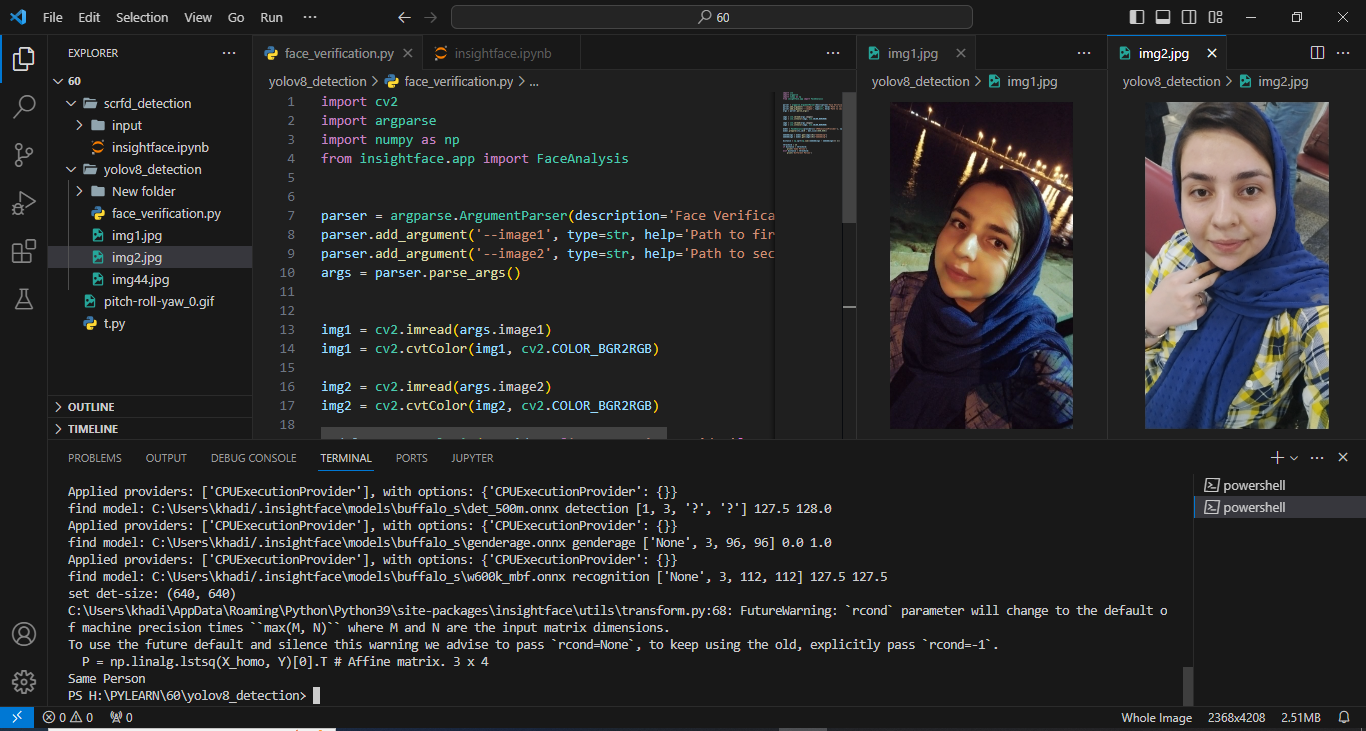 File Edit Selection View Go Run ··· 60
EXPLORER ···
60
scrfd_detection
input
insightface.ipynb
yolov8_detection
New folder
face_verification.py
img1.jpg
img2.jpg
img44.jpg
pitch-roll-yaw_0.gif
t.py
OUTLINE
TIMELINE
face_verification.py insightface.ipynb ···
yolov8_detection > face_verification.py > ...
1 import cv2
2 import argparse
3 import numpy as np
4 from insightface.app import FaceAnalysis
5
6
7 parser = argparse.ArgumentParser(description='Face Verifica
8 parser.add_argument('--image1', type=str, help='Path to fir
9 parser.add_argument('--image2', type=str, help='Path to sec
10 args = parser.parse_args()
11
12
13 img1 = cv2.imread(args.image1)
14 img1 = cv2.cvtColor(img1, cv2.COLOR_BGR2RGB)
15
16 img2 = cv2.imread(args.image2)
17 img2 = cv2.cvtColor(img2, cv2.COLOR_BGR2RGB)
18
img1.jpg ···
yolov8_detection > img1.jpg
img2.jpg ···
yolov8_detection > img2.jpg
PROBLEMS OUTPUT DEBUG CONSOLE TERMINAL PORTS JUPYTER
Applied providers: ['CPUExecutionProvider'], with options: {'CPUExecutionProvider': {}}
find model: C:\Users\khadi/.insightface\models\buffalo_s\det_500m.onnx detection [1, 3, '?', '?'] 127.5 128.0
Applied providers: ['CPUExecutionProvider'], with options: {'CPUExecutionProvider': {}}
find model: C:\Users\khadi/.insightface\models\buffalo_s\genderage.onnx genderage ['None', 3, 96, 96] 0.0 1.0
Applied providers: ['CPUExecutionProvider'], with options: {'CPUExecutionProvider': {}}
find model: C:\Users\khadi/.insightface\models\buffalo_s\w600k_mbf.onnx recognition ['None', 3, 112, 112] 127.5 127.5
set det-size: (640, 640)
C:\Users\khadi\AppData\Roaming\Python\Python39\site-packages\insightface\utils\transform.py:68: FutureWarning: `rcond` parameter will change to the default o
f machine precision times ``max(M, N)`` where M and N are the input matrix dimensions.
To use the future default and silence this warning we advise to pass `rcond=None`, to keep using the old, explicitly pass `rcond=-1`.
P = np.linalg.lstsq(X_homo, Y)[0].T # Affine matrix. 3 x 4
Same Person
PS H:\PYLEARN\60\yolov8_detection>
powershell
powershell
0 0 0 Whole Image 2368x4208 2.51MB